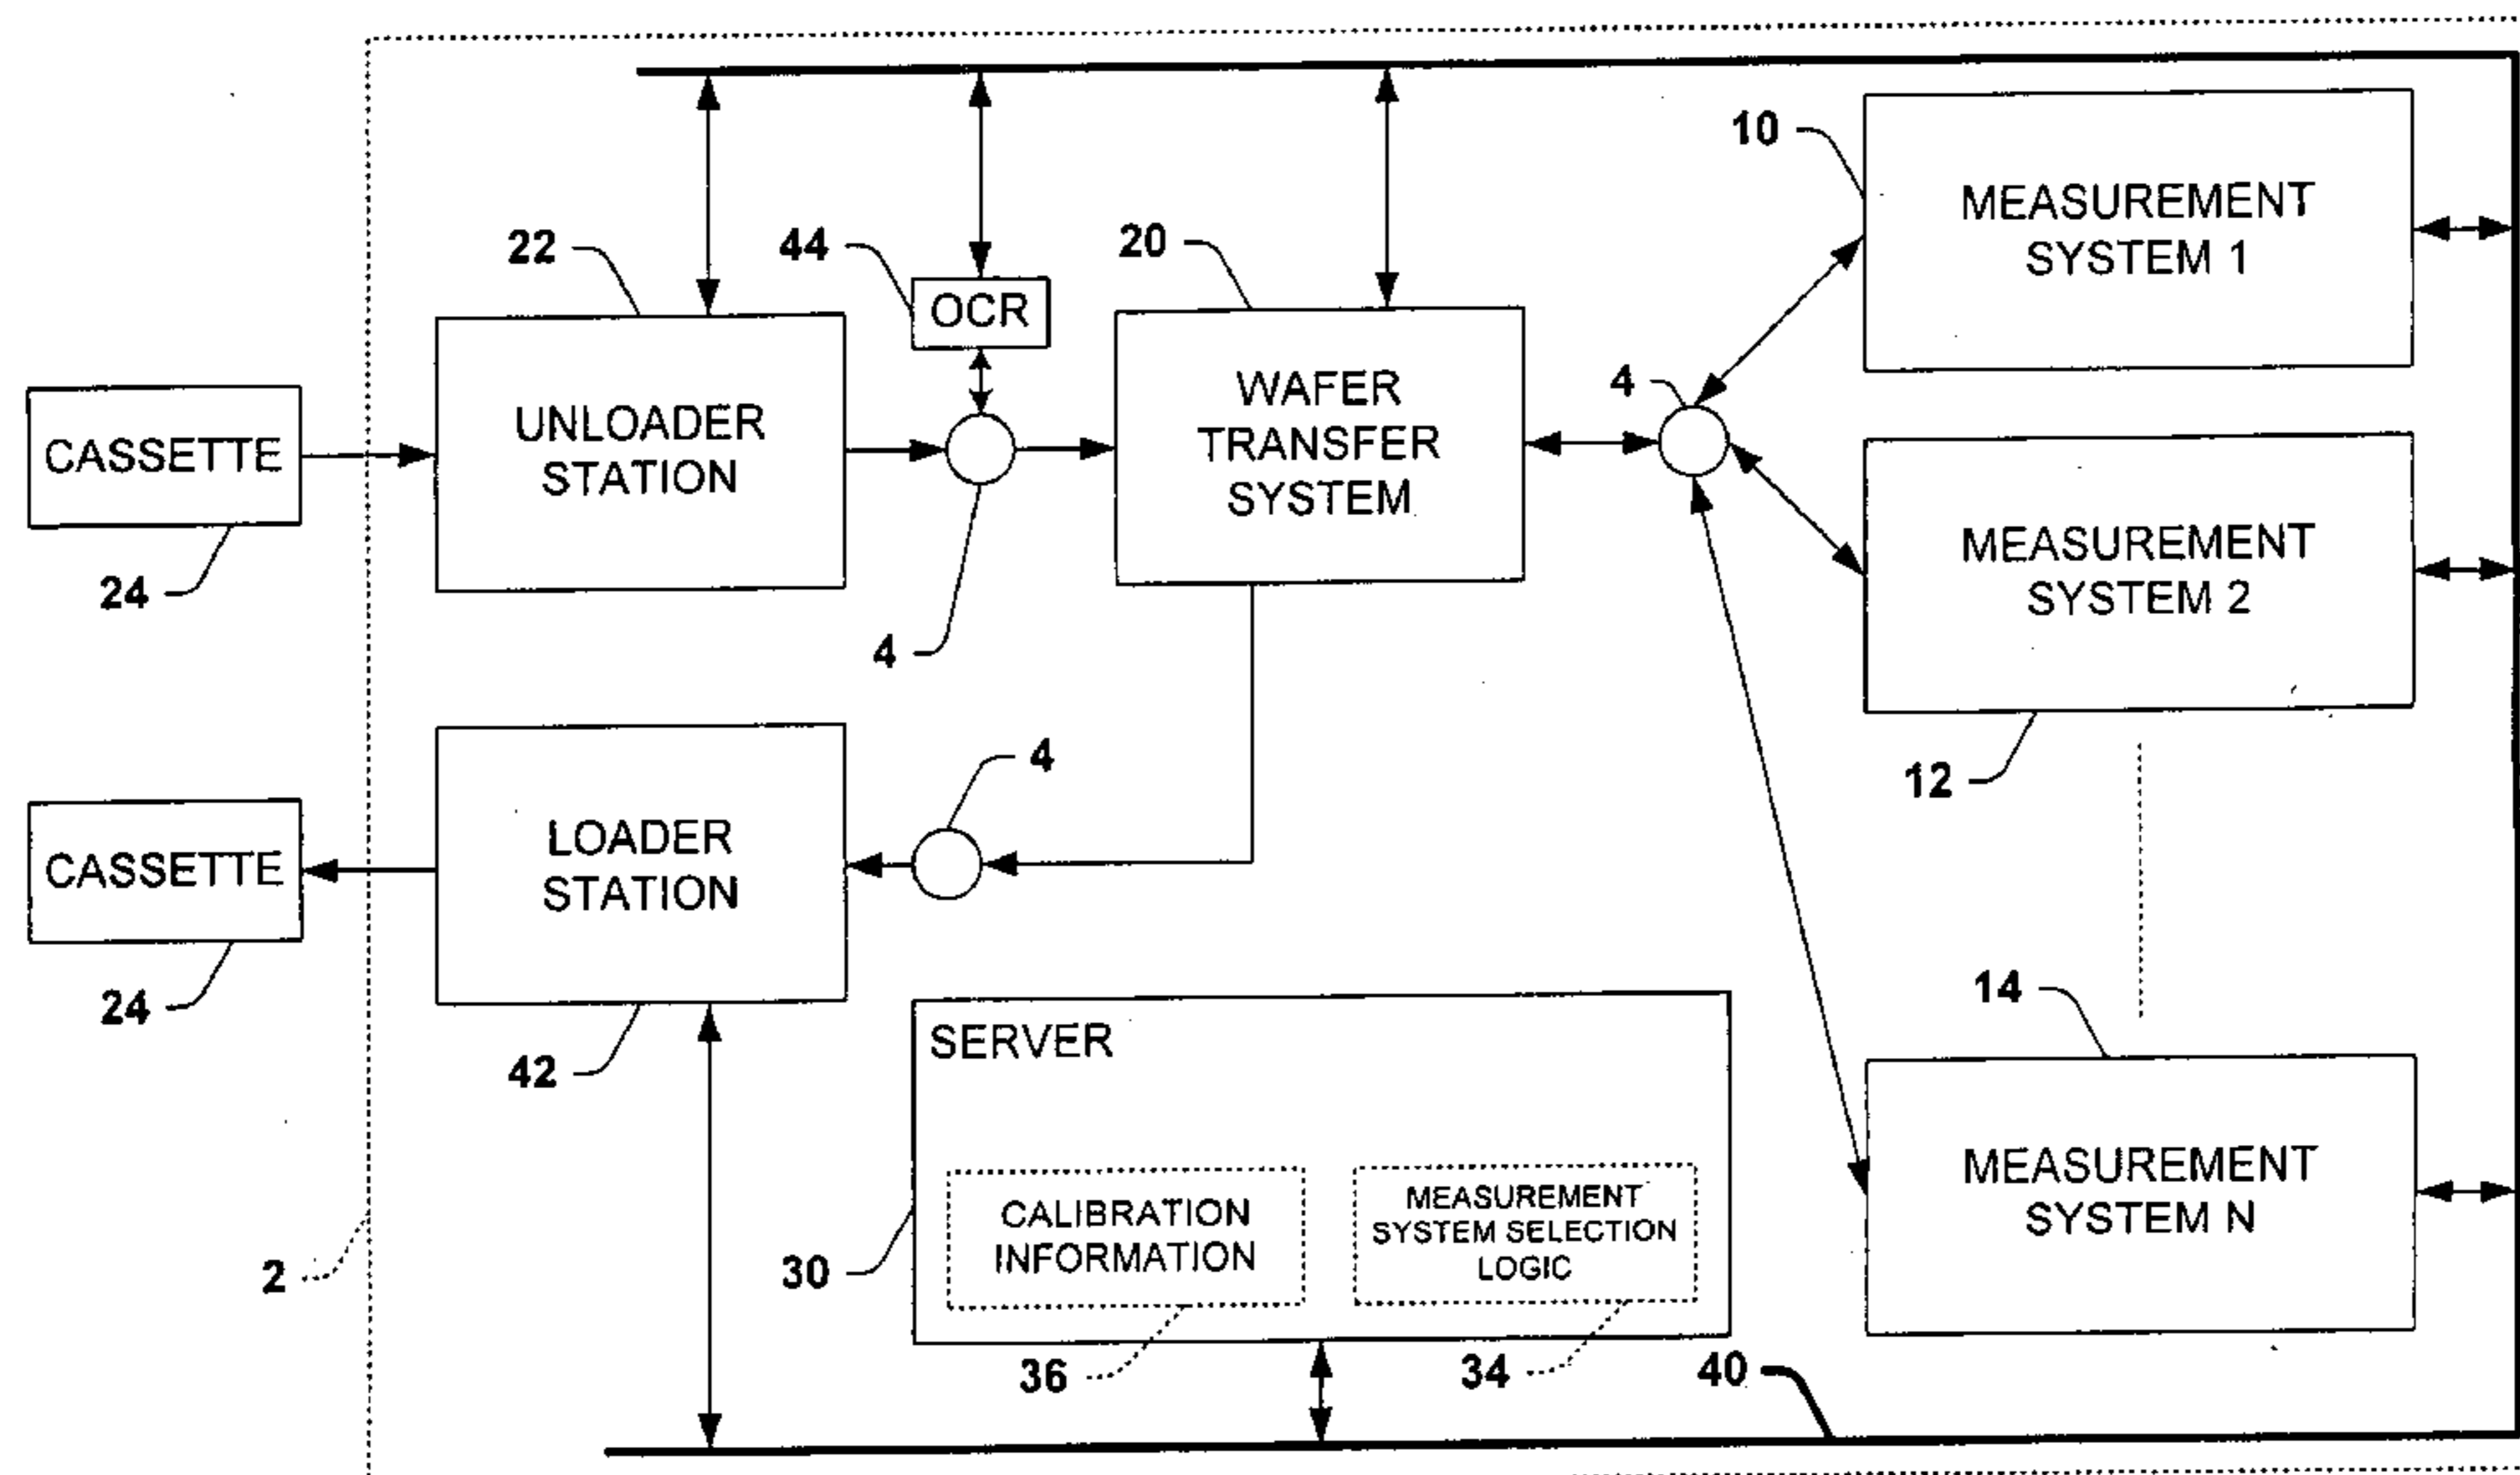 10
MEASUREMENT
SYSTEM 1
22
44
20
OCR
CASSETTE
24
UNLOADER
STATION
4
WAFER
TRANSFER
SYSTEM
4
MEASUREMENT
SYSTEM 2
12
CASSETTE
24
LOADER
STATION
42
4
14
MEASUREMENT
SYSTEM N
SERVER
CALIBRATION
INFORMATION
MEASUREMENT
SYSTEM SELECTION
LOGIC
2
30
36
34
40